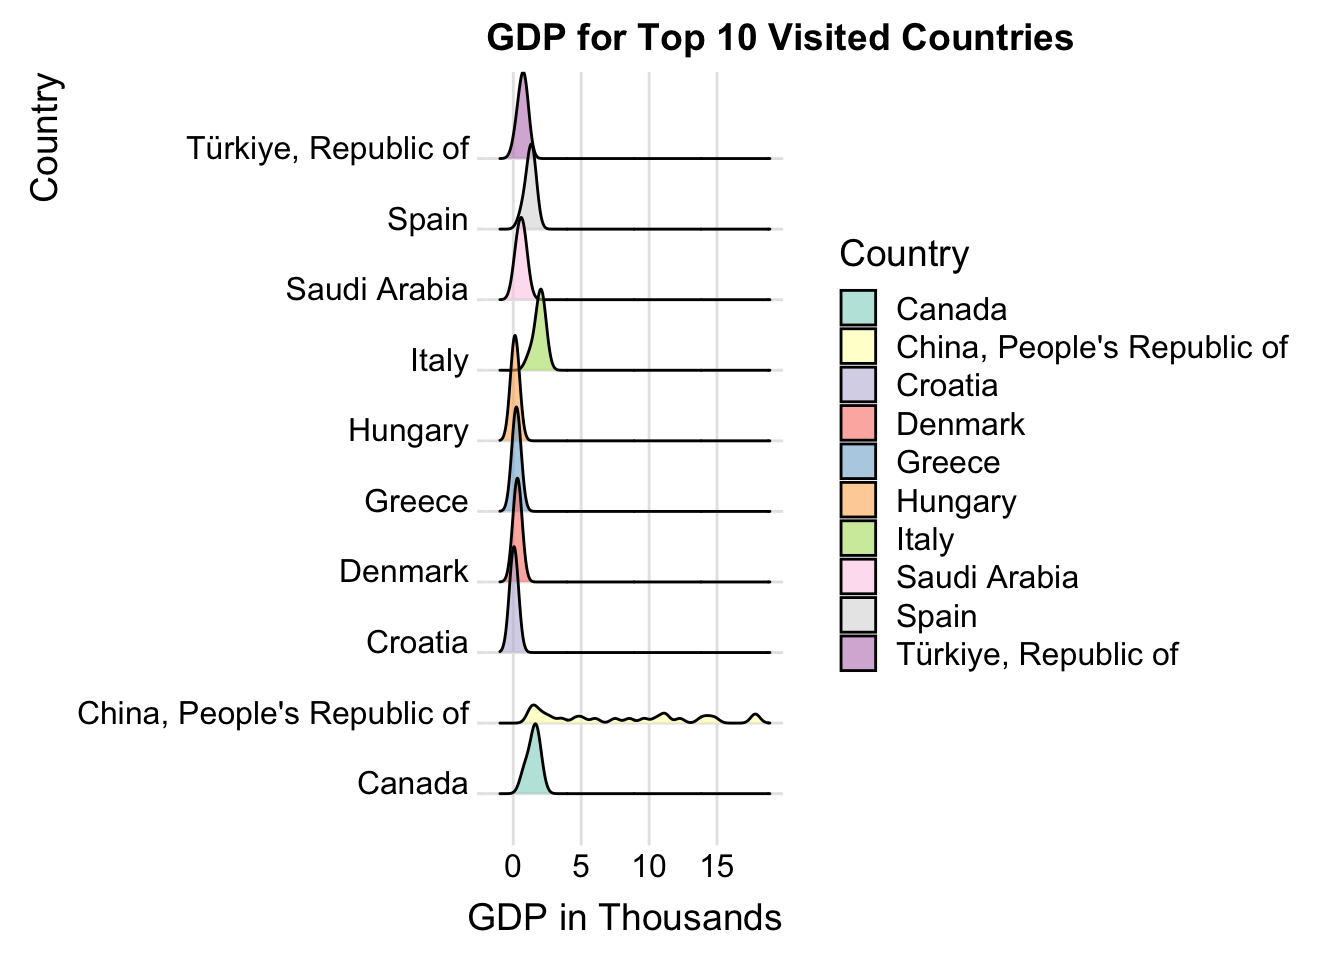 GDP for Top 10 Visited Countries
Country
Türkiye, Republic of
Spain
Saudi Arabia
Italy
Hungary
Greece
Denmark
Croatia
China, People's Republic of
Canada
0 5 10 15
GDP in Thousands
Country
Canada
China, People's Republic of
Croatia
Denmark
Greece
Hungary
Italy
Saudi Arabia
Spain
Türkiye, Republic of